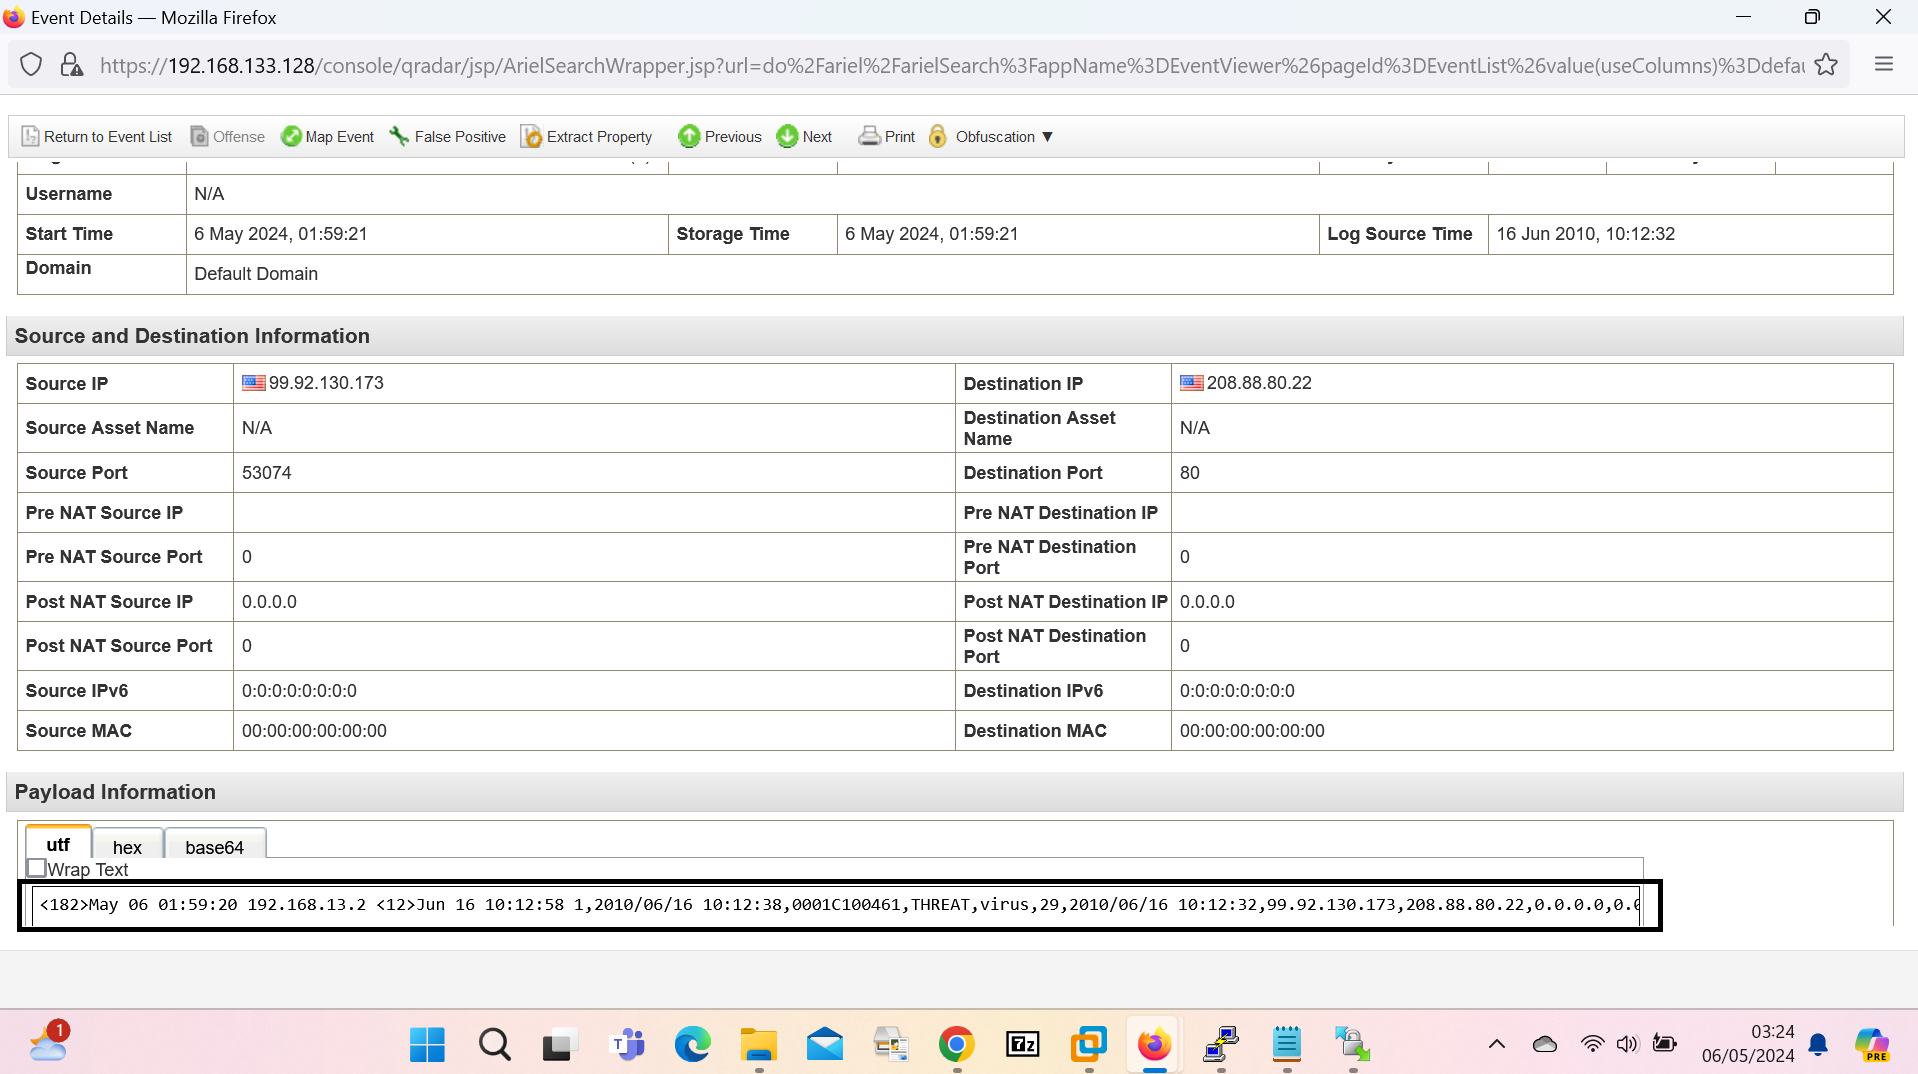 Event Details — Mozilla Firefox
https://192.168.133.128/console/qradar/jsp/ArielSearchWrapper.jsp?url=do%2Fariel%2FarielSearch%3FappName%3DEventViewer%26pageId%3DEventList%26value(useColumns)%3Ddefau
Return to Event List Offense Map Event False Positive Extract Property Previous Next Print Obfuscation ▼
Username N/A
Start Time 6 May 2024, 01:59:21 Storage Time 6 May 2024, 01:59:21 Log Source Time 16 Jun 2010, 10:12:32
Domain Default Domain
Source and Destination Information
Source IP 99.92.130.173 Destination IP 208.88.80.22
Source Asset Name N/A Destination Asset Name N/A
Source Port 53074 Destination Port 80
Pre NAT Source IP Pre NAT Destination IP
Pre NAT Source Port 0 Pre NAT Destination Port 0
Post NAT Source IP 0.0.0.0 Post NAT Destination IP 0.0.0.0
Post NAT Source Port 0 Post NAT Destination Port 0
Source IPv6 0:0:0:0:0:0:0:0 Destination IPv6 0:0:0:0:0:0:0:0
Source MAC 00:00:00:00:00:00 Destination MAC 00:00:00:00:00:00
Payload Information
utf hex base64
Wrap Text
<182>May 06 01:59:20 192.168.13.2 <12>Jun 16 10:12:58 1,2010/06/16 10:12:38,0001C100461,THREAT,virus,29,2010/06/16 10:12:32,99.92.130.173,208.88.80.22,0.0.0.0,0.0
1
T
7z
03:24
06/05/2024
PRE